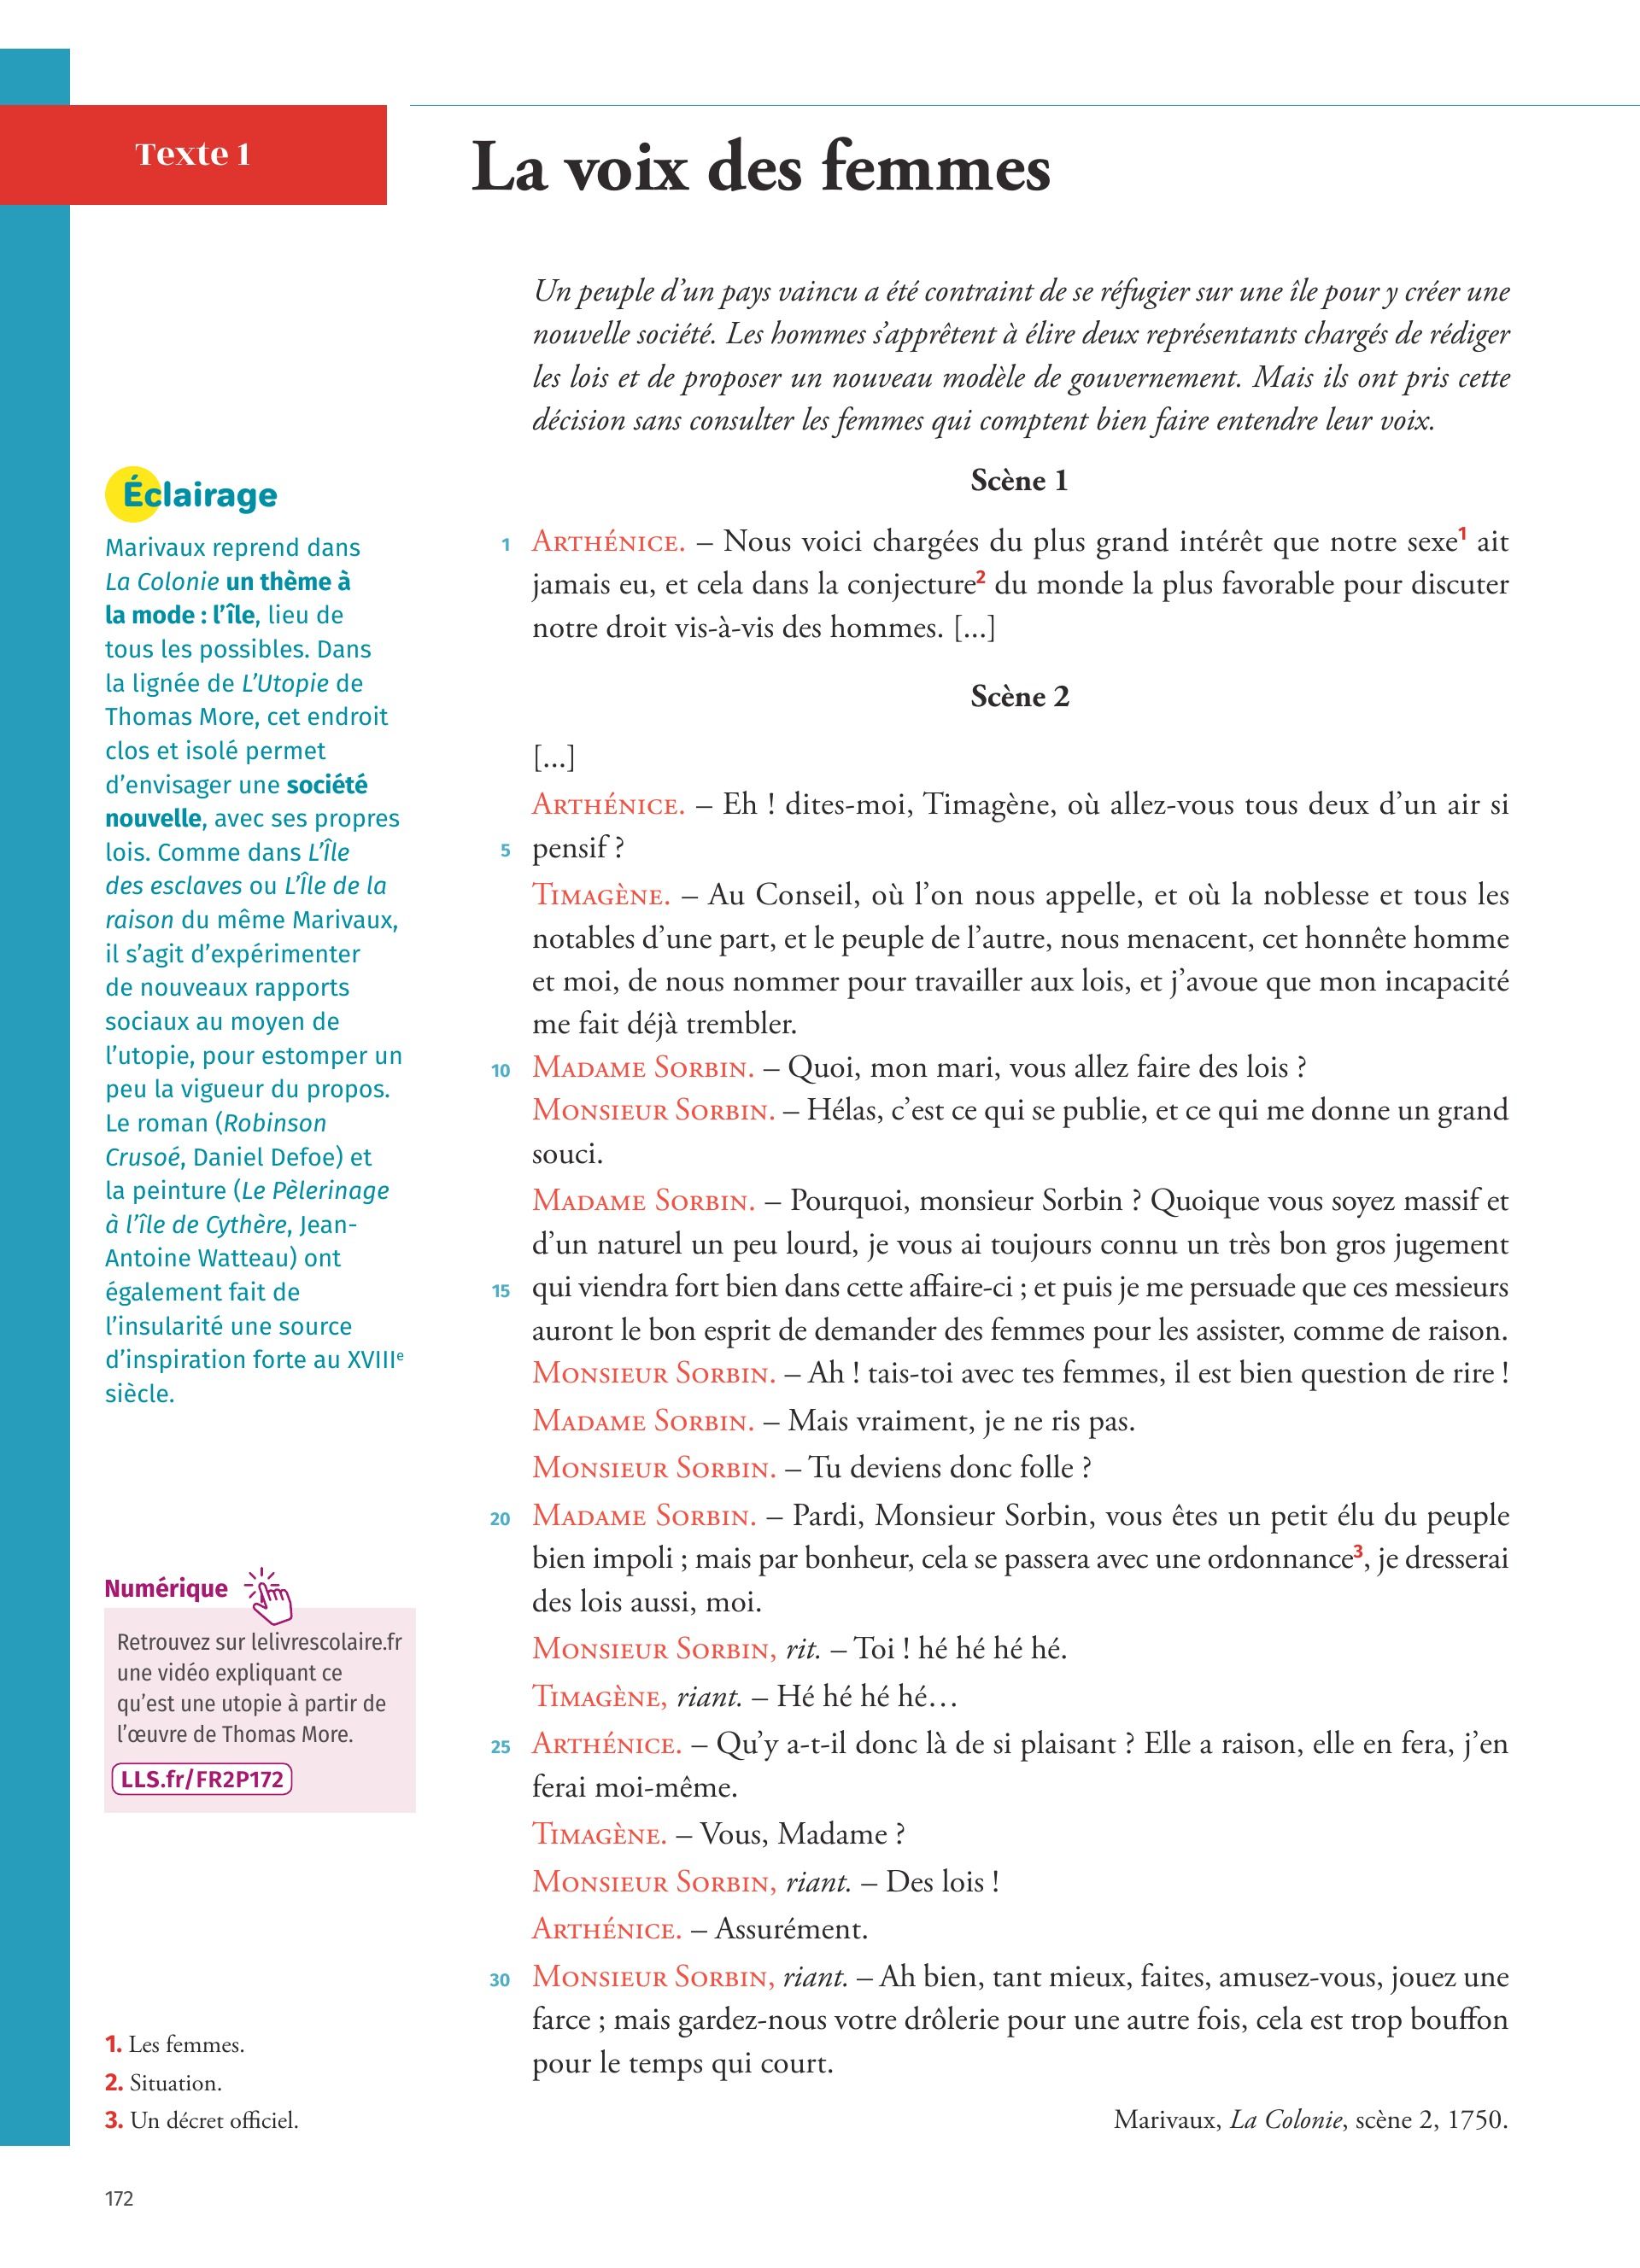 Texte 1
La voix des femmes
Un peuple d’un pays vaincu a été contraint de se réfugier sur une île pour y créer une
nouvelle société. Les hommes s’apprêtent à élire deux représentants chargés de rédiger
les lois et de proposer un nouveau modèle de gouvernement. Mais ils ont pris cette
décision sans consulter les femmes qui comptent bien faire entendre leur voix.
Éclairage
Marivaux reprend dans
La Colonie un thème à
la mode : l’île, lieu de
tous les possibles. Dans
la lignée de L’Utopie de
Thomas More, cet endroit
clos et isolé permet
d’envisager une société
nouvelle, avec ses propres
lois. Comme dans L’Île
des esclaves ou L’Île de la
raison du même Marivaux,
il s’agit d’expérimenter
de nouveaux rapports
sociaux au moyen de
l’utopie, pour estomper un
peu la vigueur du propos.
Le roman (Robinson
Crusoé, Daniel Defoe) et
la peinture (Le Pèlerinage
à l’île de Cythère, Jean-
Antoine Watteau) ont
également fait de
l’insularité une source
d’inspiration forte au XVIIIe
siècle.
Numérique
Retrouvez sur lelivrescolaire.fr
une vidéo expliquant ce
qu’est une utopie à partir de
l’œuvre de Thomas More.
LLS.fr/FR2P172
Scène 1
1 ARTHÉNICE. – Nous voici chargées du plus grand intérêt que notre sexe1 ait
jamais eu, et cela dans la conjecture2 du monde la plus favorable pour discuter
notre droit vis-à-vis des hommes. [...]
Scène 2
[...]
ARTHÉNICE. – Eh ! dites-moi, Timagène, où allez-vous tous deux d’un air si
5 pensif ?
TIMAGÈNE. – Au Conseil, où l’on nous appelle, et où la noblesse et tous les
notables d’une part, et le peuple de l’autre, nous menacent, cet honnête homme
et moi, de nous nommer pour travailler aux lois, et j’avoue que mon incapacité
me fait déjà trembler.
10 MADAME SORBIN. – Quoi, mon mari, vous allez faire des lois ?
MONSIEUR SORBIN. – Hélas, c’est ce qui se publie, et ce qui me donne un grand
souci.
MADAME SORBIN. – Pourquoi, monsieur Sorbin ? Quoique vous soyez massif et
d’un naturel un peu lourd, je vous ai toujours connu un très bon gros jugement
15 qui viendra fort bien dans cette affaire-ci ; et puis je me persuade que ces messieurs
auront le bon esprit de demander des femmes pour les assister, comme de raison.
MONSIEUR SORBIN. – Ah ! tais-toi avec tes femmes, il est bien question de rire !
MADAME SORBIN. – Mais vraiment, je ne ris pas.
MONSIEUR SORBIN. – Tu deviens donc folle ?
20 MADAME SORBIN. – Pardi, Monsieur Sorbin, vous êtes un petit élu du peuple
bien impoli ; mais par bonheur, cela se passera avec une ordonnance3, je dresserai
des lois aussi, moi.
MONSIEUR SORBIN, rit. – Toi ! hé hé hé hé.
TIMAGÈNE, riant. – Hé hé hé hé…
25 ARTHÉNICE. – Qu’y a-t-il donc là de si plaisant ? Elle a raison, elle en fera, j’en
ferai moi-même.
TIMAGÈNE. – Vous, Madame ?
MONSIEUR SORBIN, riant. – Des lois !
ARTHÉNICE. – Assurément.
30 MONSIEUR SORBIN, riant. – Ah bien, tant mieux, faites, amusez-vous, jouez une
farce ; mais gardez-nous votre drôlerie pour une autre fois, cela est trop bouffon
pour le temps qui court.
Marivaux, La Colonie, scène 2, 1750.
1. Les femmes.
2. Situation.
3. Un décret officiel.
172